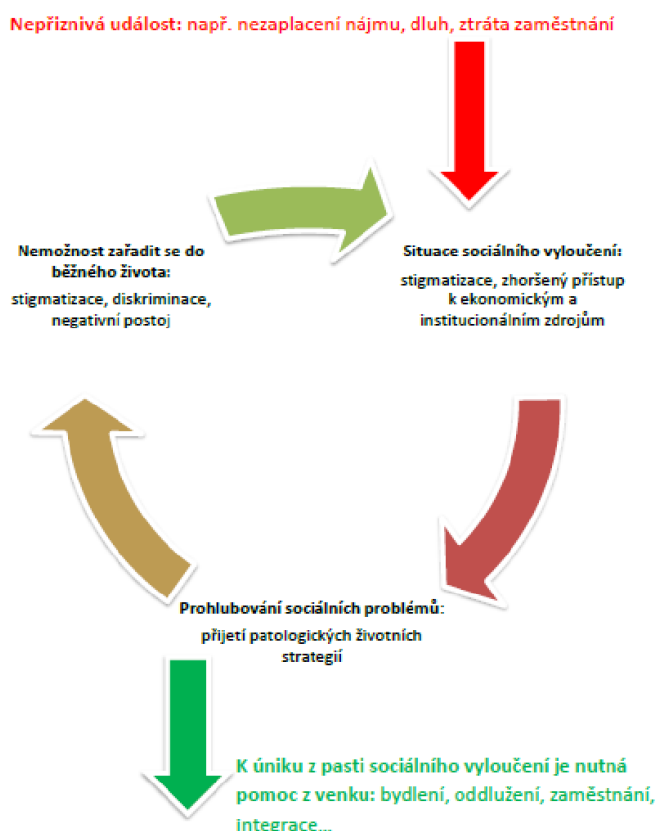 Nepřiznivá událost: např. nezaplacení nájmu, dluh, ztráta zaměstnání
Nemožnost zařadit se do
běžného života:
stigmatizace, diskriminace,
negativní postoj
Situace sociálního vyloučení:
stigmatizace, zhoršený přístup
k ekonomickým a
institucionálním zdrojům
Prohlubování sociálních problémů:
přijetí patologických životních
strategií
K úniku z pasti sociálního vyloučení je nutná
pomoc z venku: bydlení, oddlužení, zaměstnání,
integrace...